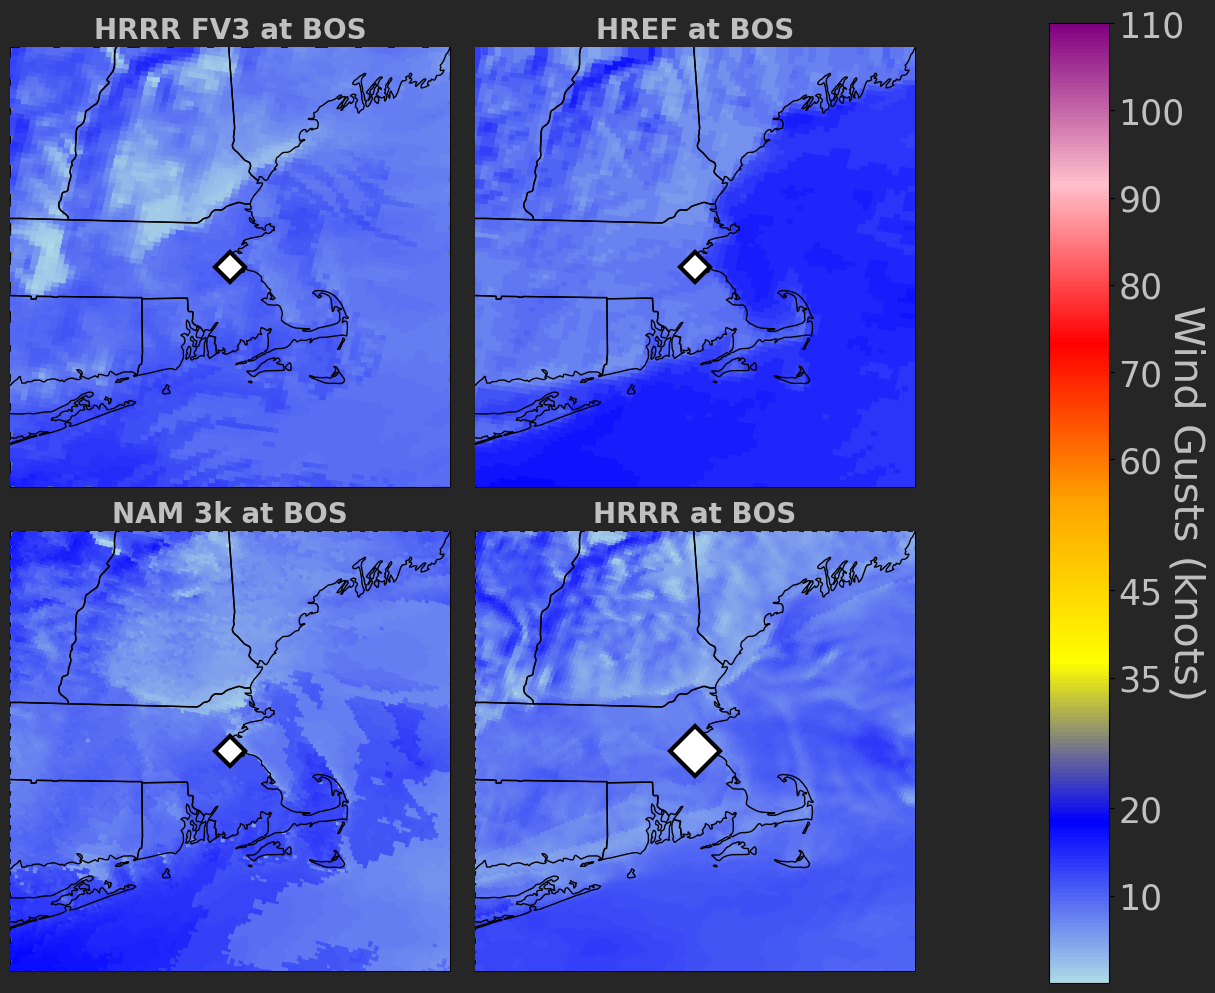 HRRR FV3 at BOS
HREF at BOS
NAM 3k at BOS
HRRR at BOS
110
100
90
80
70
60
45
35
20
10
Wind Gusts (knots)